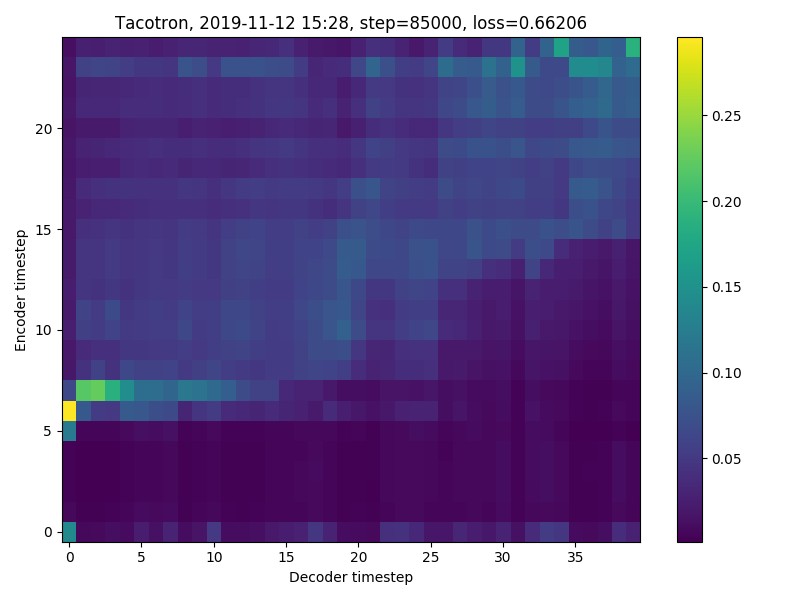 Tacotron, 2019-11-12 15:28, step=85000, loss=0.66206
Encoder timestep
20
15
10
5
0
0 5 10 15 20 25 30 35
Decoder timestep
0.25
0.20
0.15
0.10
0.05